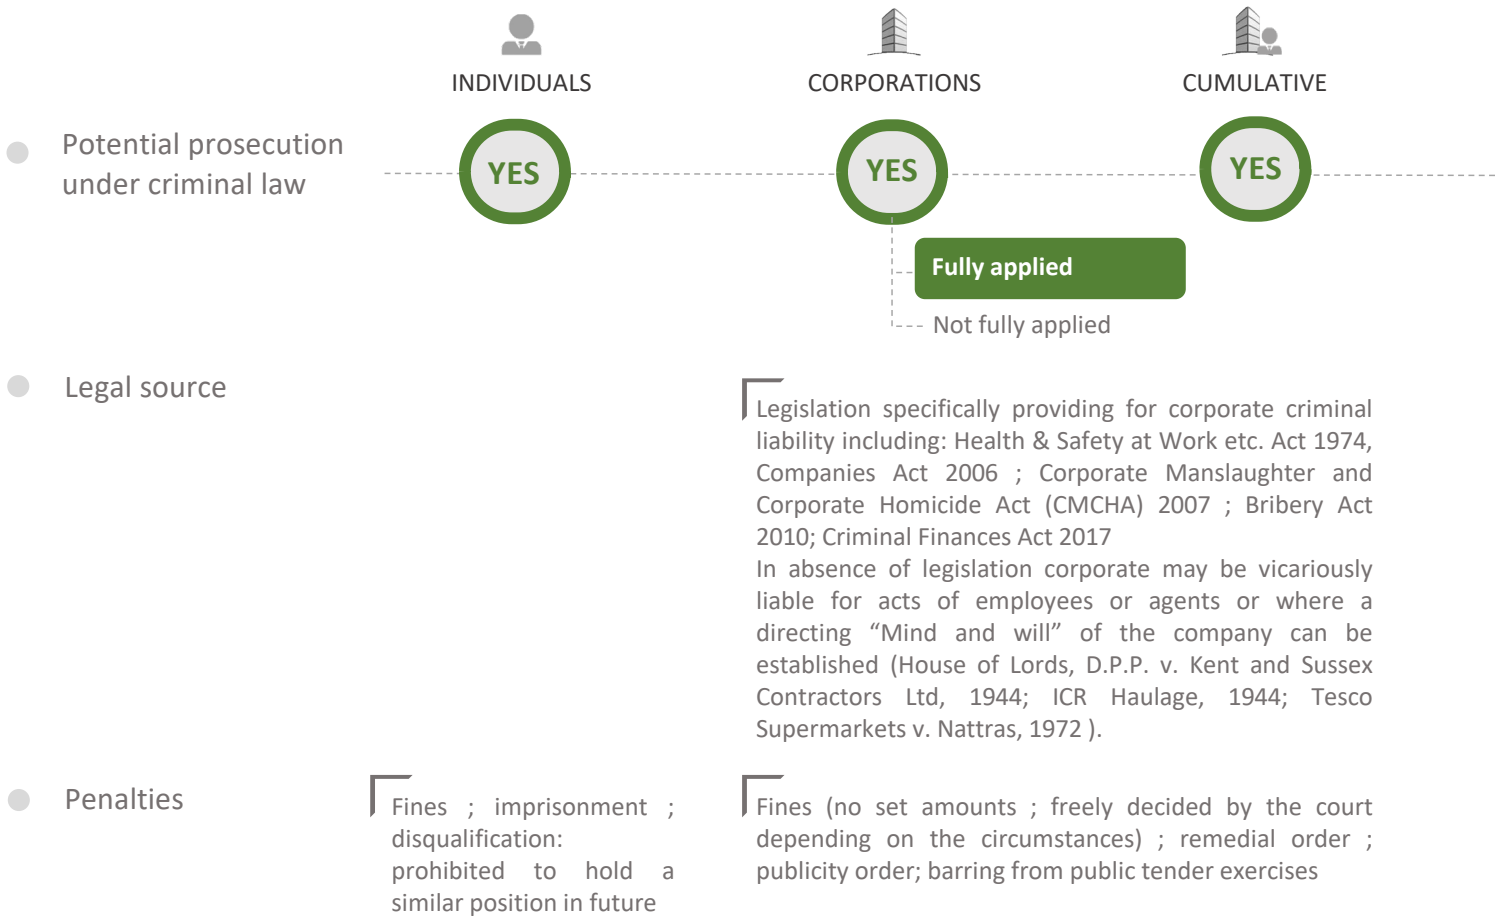 INDIVIDUALS
CORPORATIONS
CUMULATIVE
Potential prosecution
under criminal law
YES
YES
YES
Fully applied
Not fully applied
Legal source
Legislation specifically providing for corporate criminal
liability including: Health & Safety at Work etc. Act 1974,
Companies Act 2006 ; Corporate Manslaughter and
Corporate Homicide Act (CMCHA) 2007 ; Bribery Act
2010; Criminal Finances Act 2017
In absence of legislation corporate may be vicariously
liable for acts of employees or agents or where a
directing “Mind and will” of the company can be
established (House of Lords, D.P.P. v. Kent and Sussex
Contractors Ltd, 1944; ICR Haulage, 1944; Tesco
Supermarkets v. Nattras, 1972 ).
Penalties
Fines ; imprisonment ;
disqualification:
prohibited to hold a
similar position in future
Fines (no set amounts ; freely decided by the court
depending on the circumstances) ; remedial order ;
publicity order; barring from public tender exercises